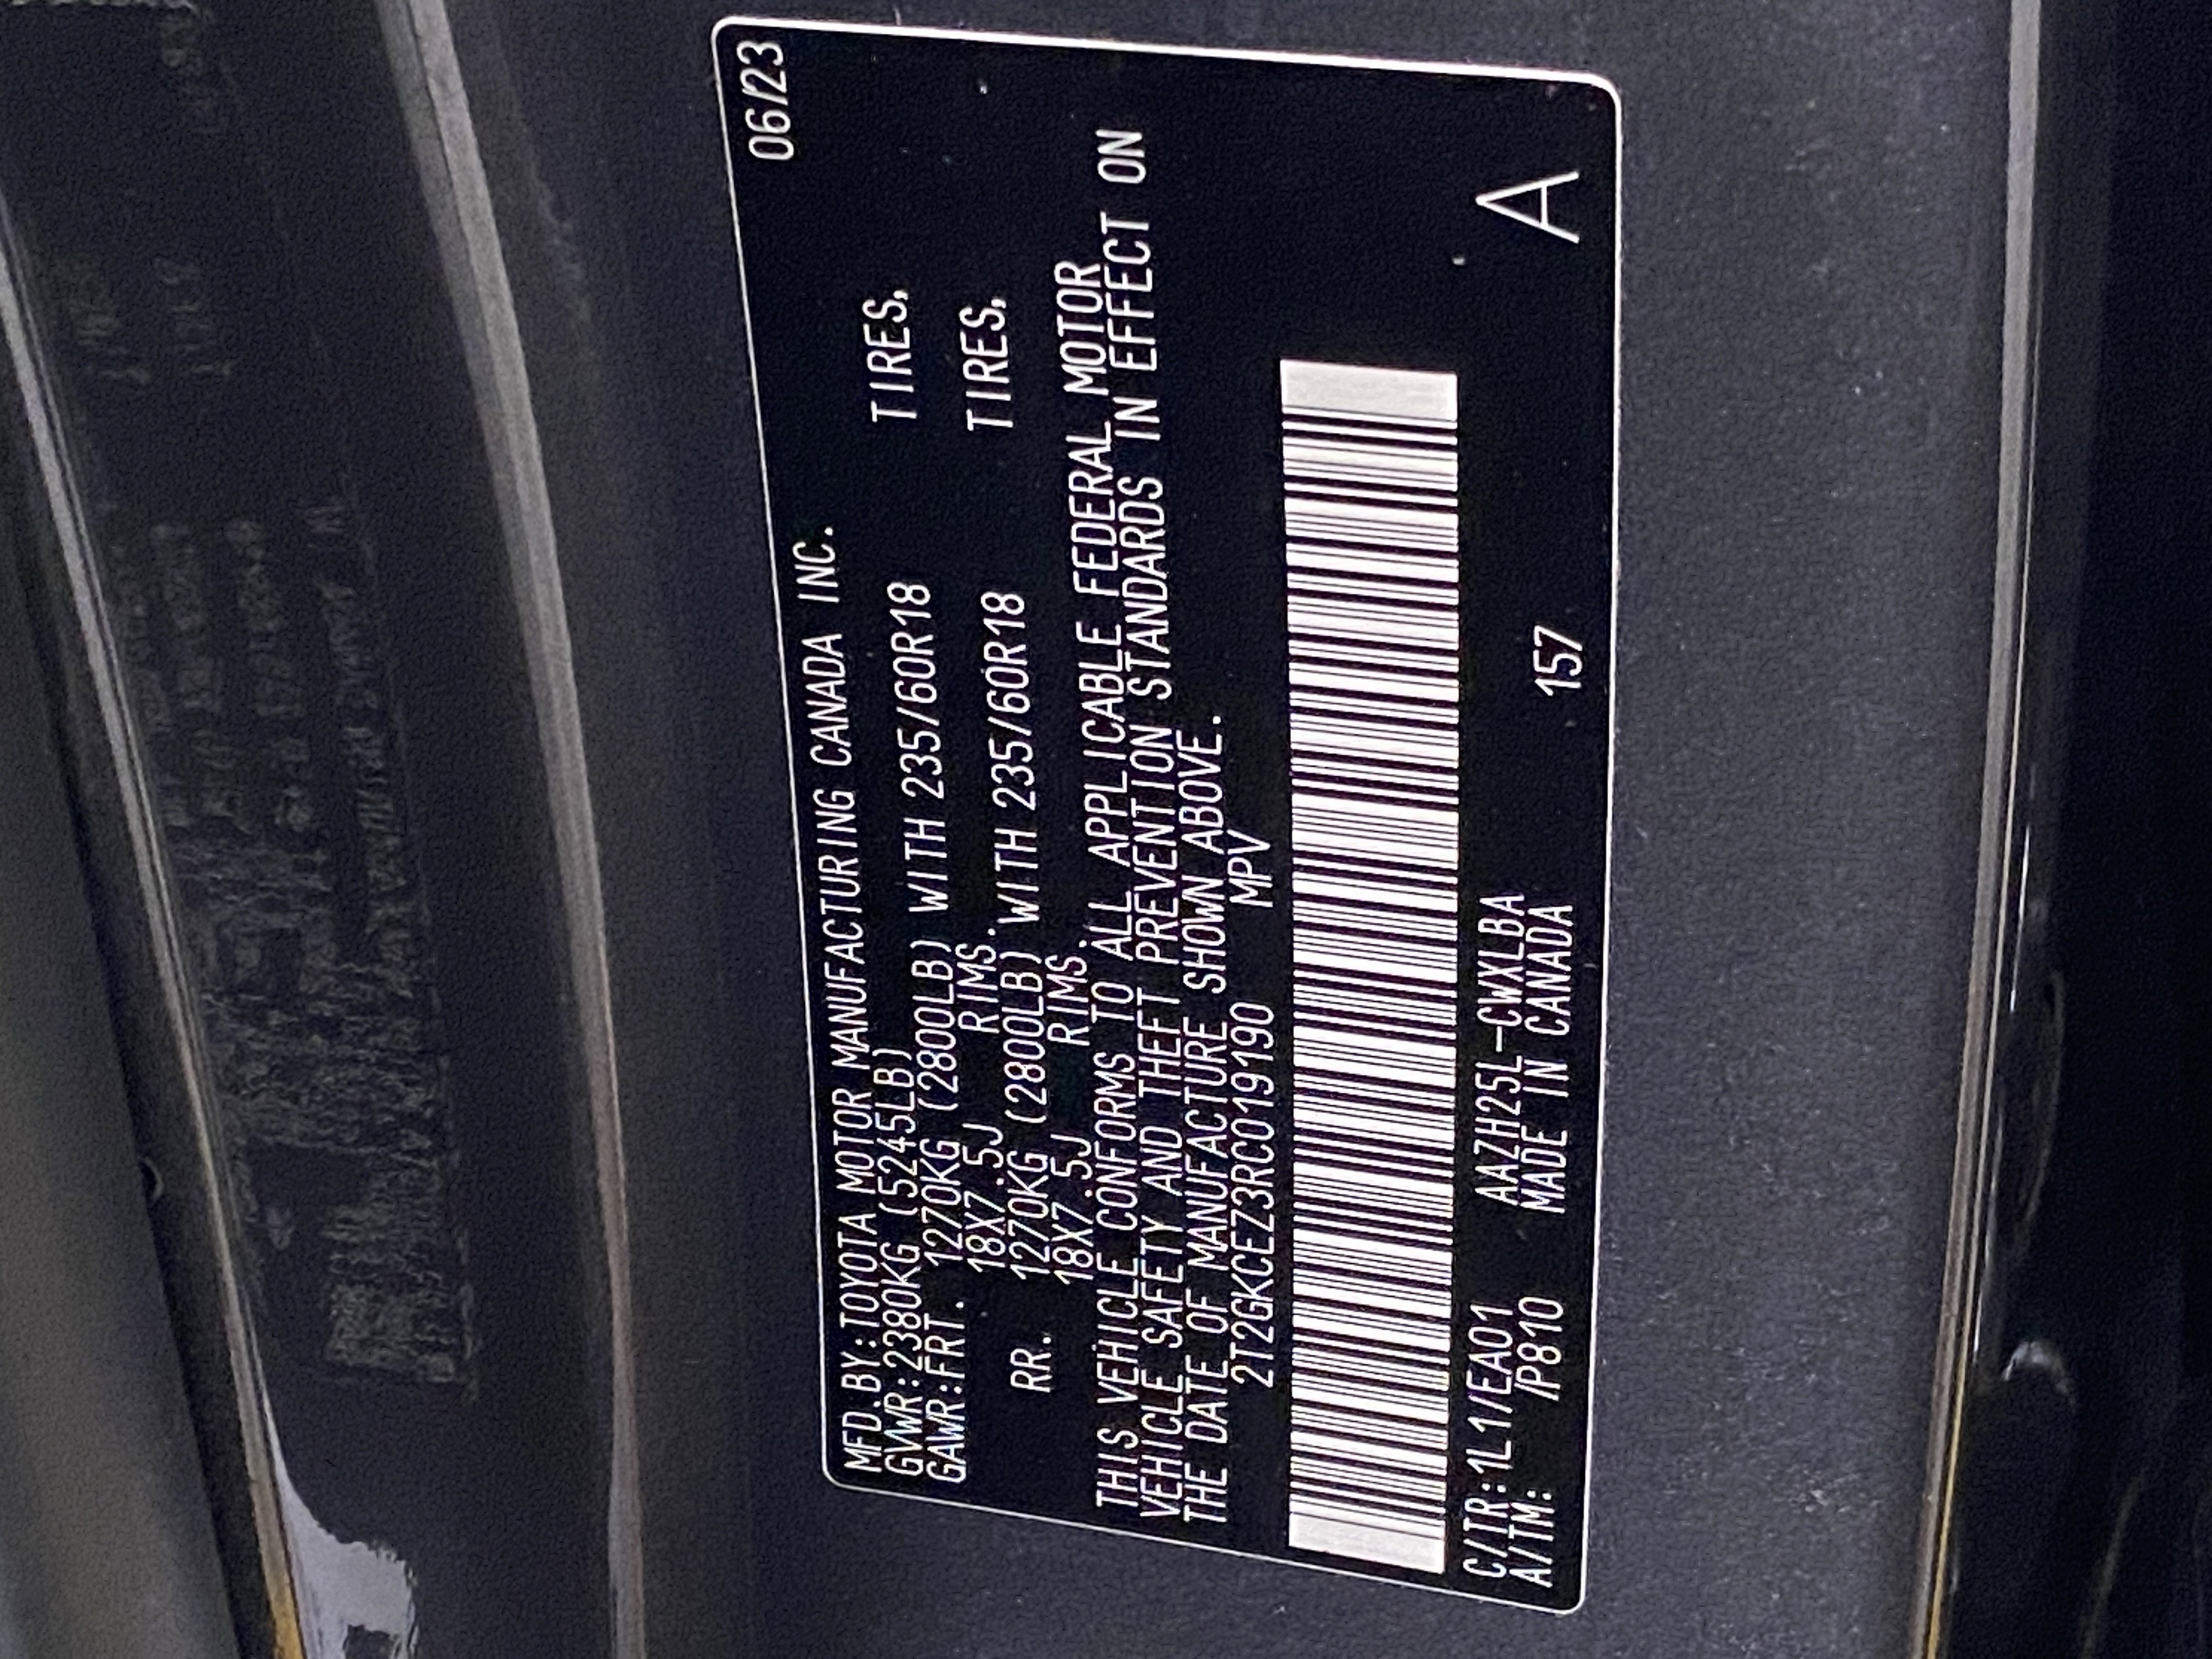 06/23
MFD.BY:TOYOTA MOTOR MANUFACTURING CANADA INC.
GVWR:2380KG (5245LB)
GAWR:FRT. 1270KG (2800LB) WITH 235/60R18 TIRES,
18X7.5J RIMS.
RR. 1270KG (2800LB) WITH 235/60R18 TIRES,
18X7.5J RIMS.
THIS VEHICLE CONFORMS TO ALL APPLICABLE FEDERAL MOTOR
VEHICLE SAFETY AND THEFT PREVENTION STANDARDS IN EFFECT ON
THE DATE OF MANUFACTURE SHOWN ABOVE.
2T2GKCEZ3RC019190 MPV
C/TR:1L1/EA01 AAZH25L-CWXLBA
A/TM: /P810 MADE IN CANADA 157 A